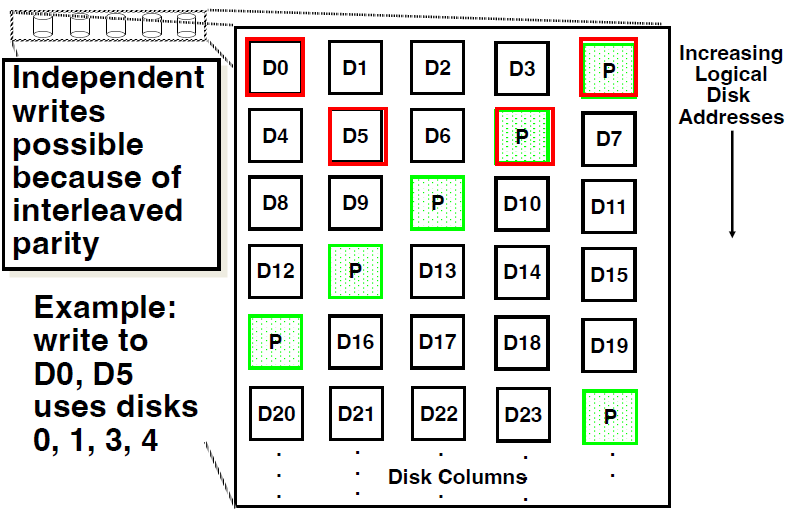 Independent
writes
possible
because of
interleaved
parity
Example:
write to
D0, D5
uses disks
0, 1, 3, 4
D0 D1 D2 D3 P
D4 D5 D6 P D7
D8 D9 P D10 D11
D12 P D13 D14 D15
P D16 D17 D18 D19
D20 D21 D22 D23 P
Disk Columns
Increasing
Logical
Disk
Addresses